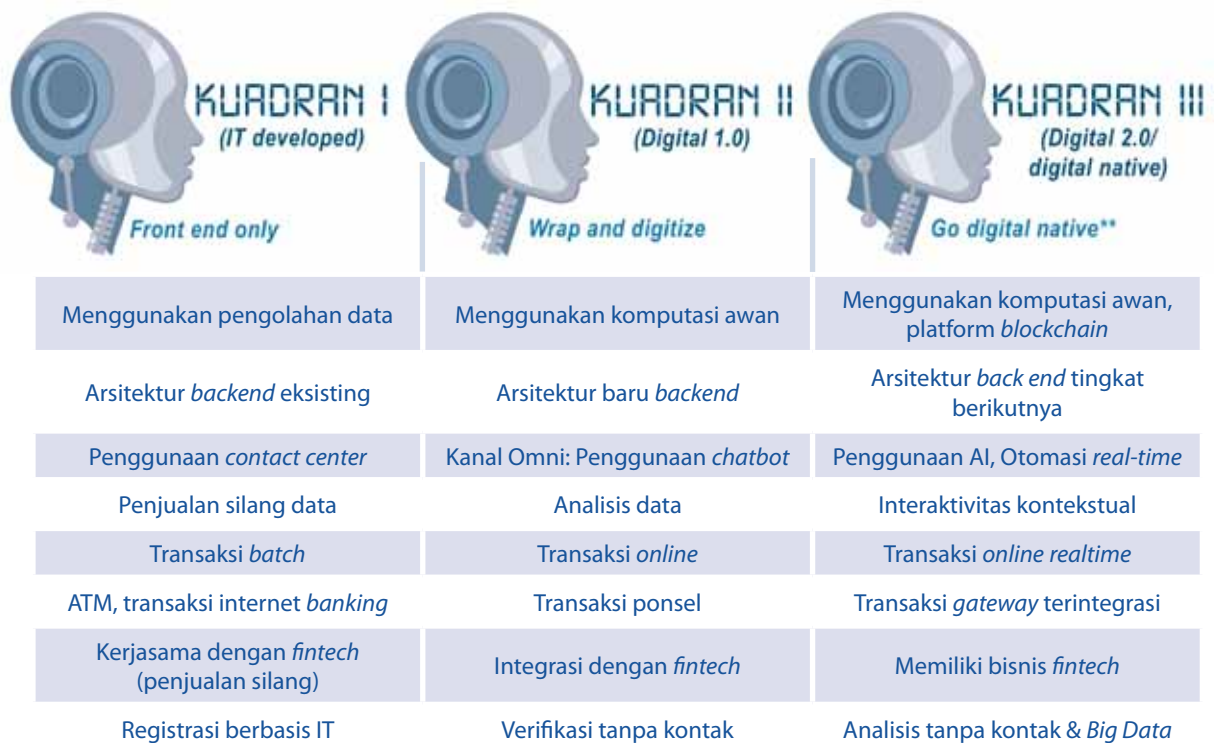 KUADRAN I
(IT developed)
Front end only
KUADRAN II
(Digital 1.0)
Wrap and digitize
KUADRAN III
(Digital 2.0/
digital native)
Go digital native**
Menggunakan pengolahan data
Menggunakan komputasi awan
Menggunakan komputasi awan,
platform blockchain
Arsitektur backend eksisting
Arsitektur baru backend
Arsitektur back end tingkat
berikutnya
Penggunaan contact center
Kanal Omni: Penggunaan chatbot
Penggunaan AI, Otomasi real-time
Penjualan silang data
Analisis data
Interaktivitas kontekstual
Transaksi batch
Transaksi online
Transaksi online realtime
ATM, transaksi internet banking
Transaksi ponsel
Transaksi gateway terintegrasi
Kerjasama dengan fintech
(penjualan silang)
Integrasi dengan fintech
Memiliki bisnis fintech
Registrasi berbasis IT
Verifikasi tanpa kontak
Analisis tanpa kontak & Big Data